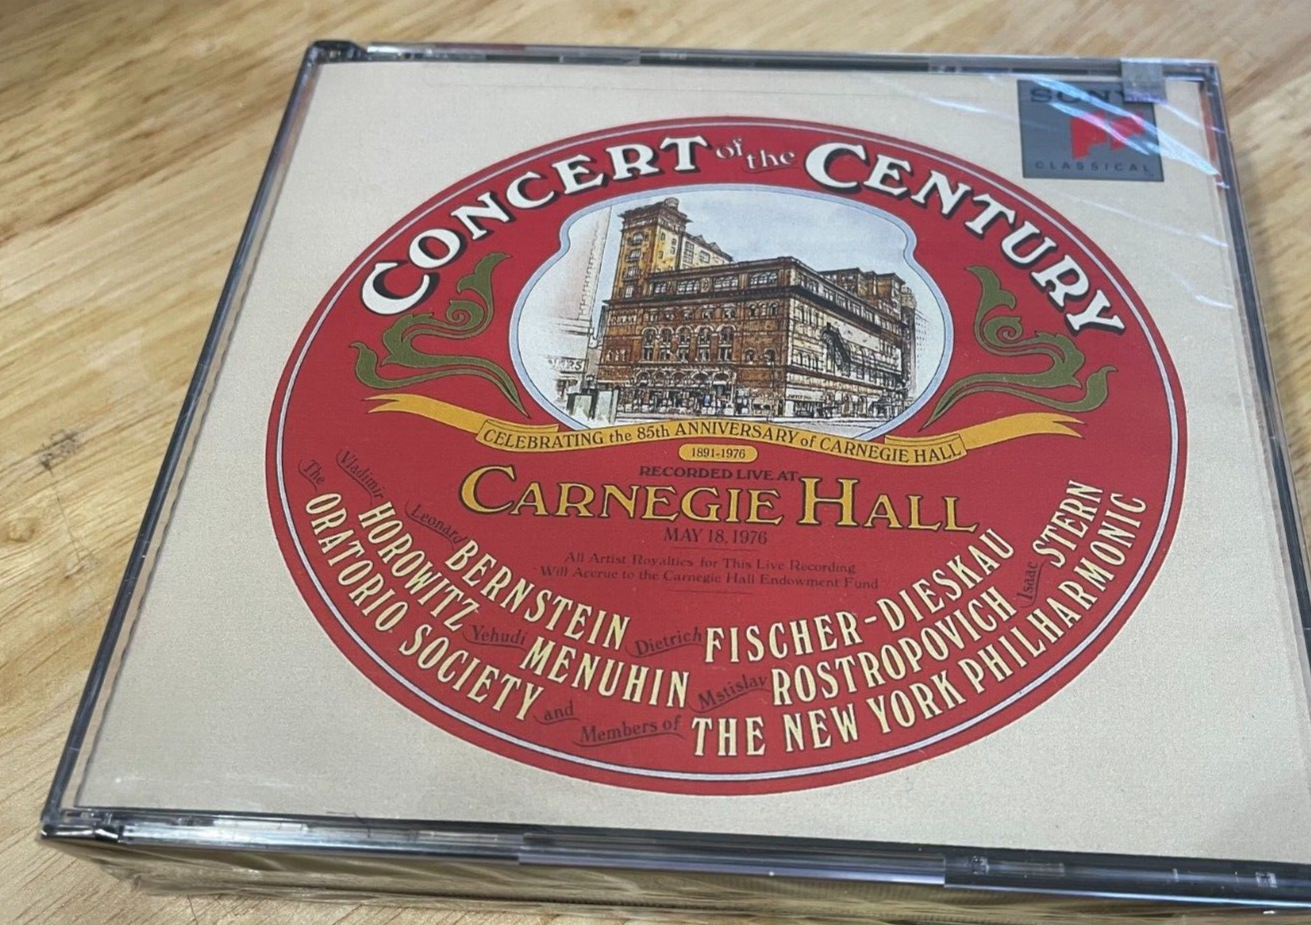 SONY
CLASSICAL
CONCERT of the CENTURY
CELEBRATING the 85th ANNIVERSARY of CARNEGIE HALL
1891-1976
RECORDED LIVE AT
CARNEGIE HALL
MAY 18, 1976
All Artist Royalties for This Live Recording
Will Accrue to the Carnegie Hall Endowment Fund
Leonard BERNSTEIN Dietrich FISCHER-DIESKAU Isaac STERN
Vladimir HOROWITZ Yehudi MENUHIN Mstislav ROSTROPOVICH
The ORATORIO SOCIETY and Members of THE NEW YORK PHILHARMONIC